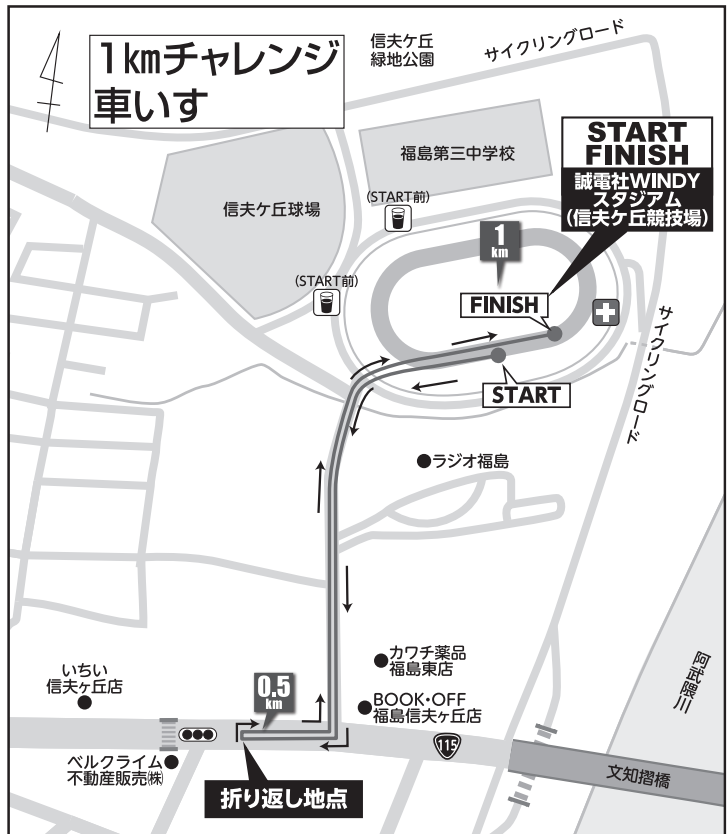 1kmチャレンジ
車いす
信夫ケ丘
緑地公園
サイクリングロード
START
FINISH
誠電社WINDY
スタジアム
(信夫ケ丘競技場)
福島第三中学校
信夫ケ丘球場
(START前)
(START前)
1
km
FINISH
START
サイクリングロード
ラジオ福島
カワチ薬品
福島東店
いちい
信夫ヶ丘店
0.5
km
BOOK・OFF
福島信夫ヶ丘店
阿武隈川
115
ベルクライム
不動産販売㈱
折り返し地点
文知摺橋